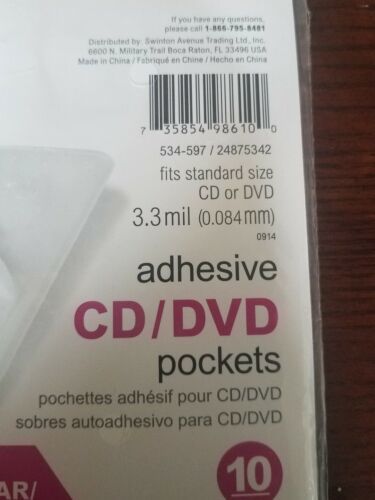 If you have any questions,
please call 1-866-795-8481
Distributed by: Swinton Avenue Trading Ltd., Inc.
6600 N. Military Trail Boca Raton, FL 33496 USA
Made in China / Fabriqué en Chine / Hecho en China
7 35854 98610 0
534-597 / 24875342
fits standard size
CD or DVD
3.3 mil (0.084 mm)
0914
adhesive
CD/DVD
pockets
pochettes adhésif pour CD/DVD
sobres autoadhesivo para CD/DVD
AR/
10